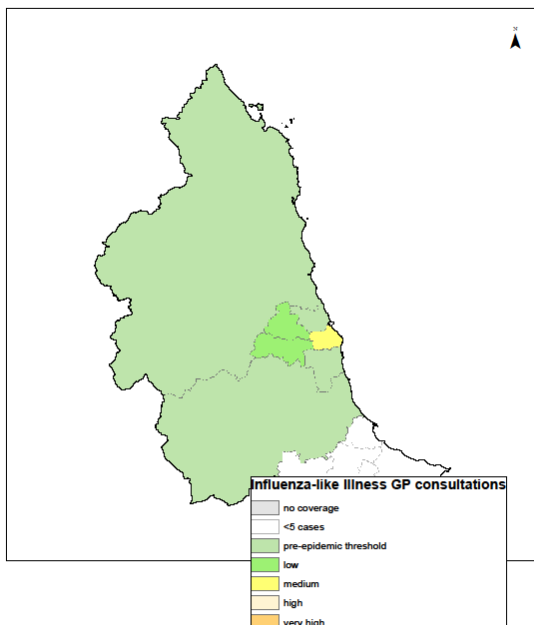 N
Influenza-like Illness GP consultations
no coverage
<5 cases
pre-epidemic threshold
low
medium
high
very high